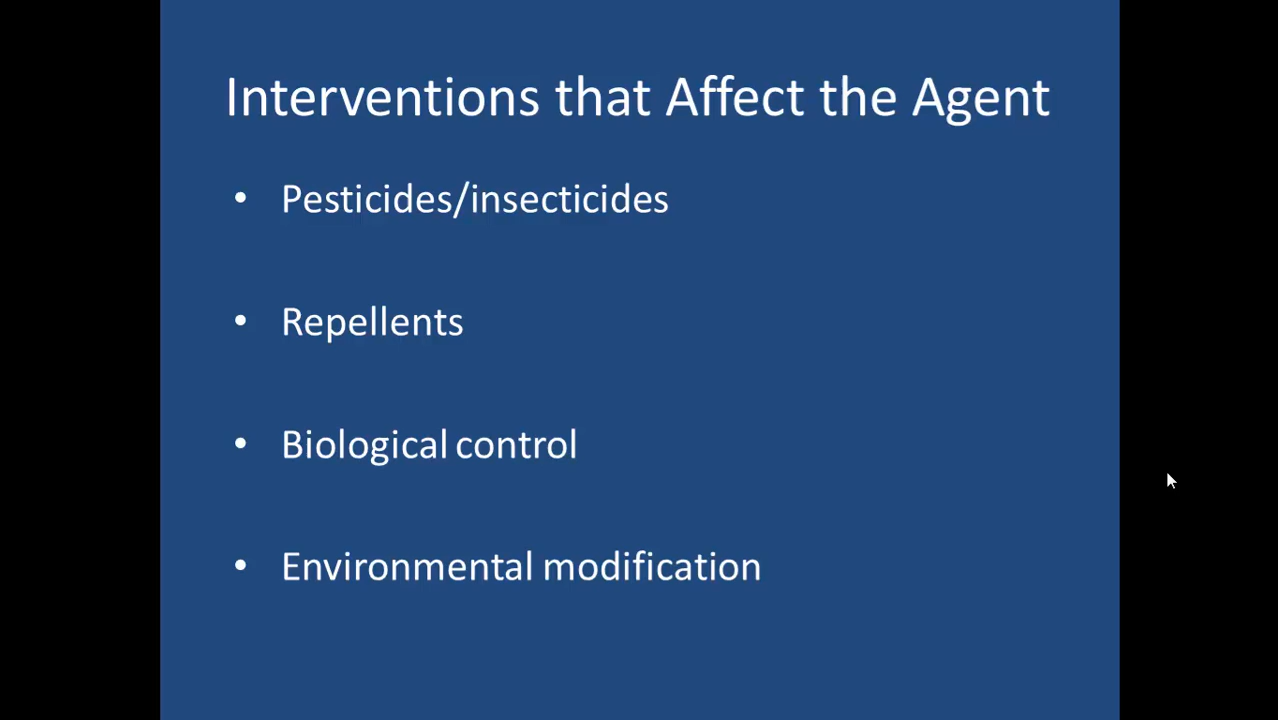 Interventions that Affect the Agent
• Pesticides/insecticides
• Repellents
• Biological control
• Environmental modification